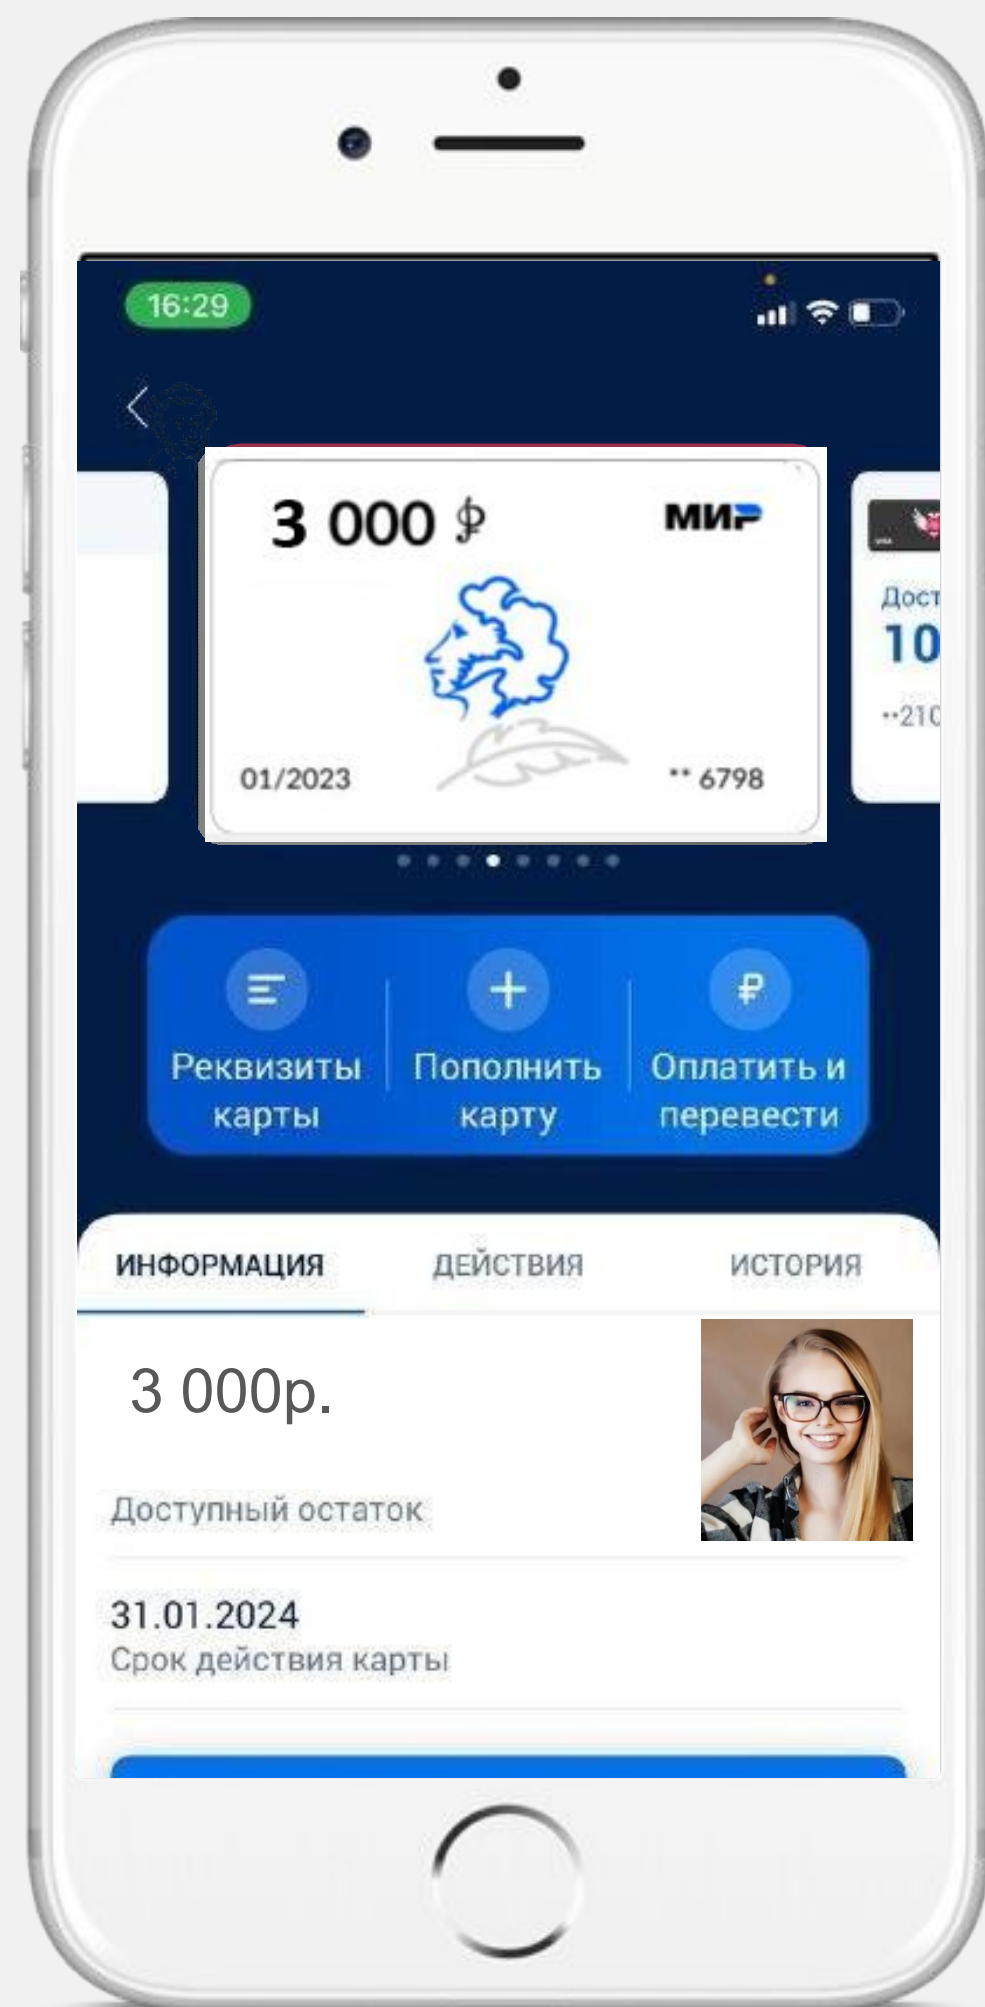 16:29
3 000 ₽
МИР
01/2023
** 6798
VISA
Дост
10
··210
Реквизиты
карты
Пополнить
карту
₽
Оплатить и
перевести
ИНФОРМАЦИЯ
ДЕЙСТВИЯ
ИСТОРИЯ
3 000р.
Доступный остаток
31.01.2024
Срок действия карты